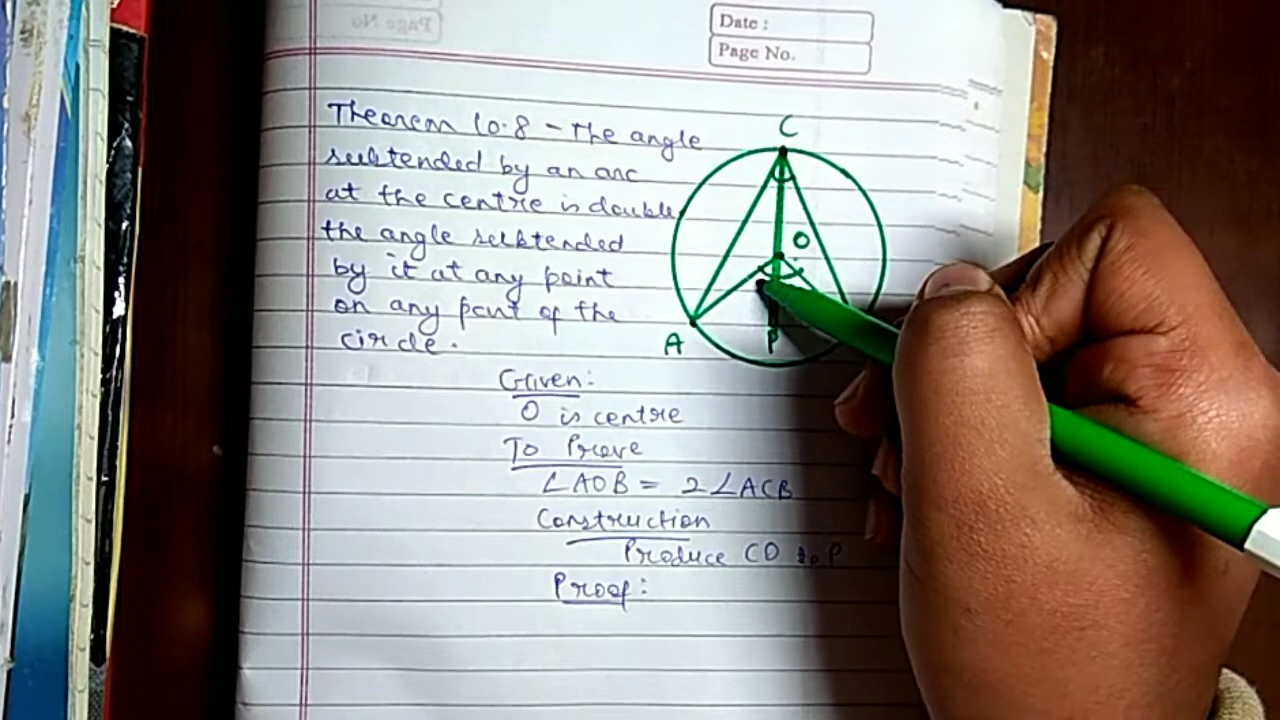 Date :
Page No.
Theorem 10.8 - The angle
subtended by an arc
at the centre is double
the angle subtended
by it at any point
on any part of the
circle.
C
O
A
P
Given:
O is centre
To Prove
∠AOB = 2∠ACB
Construction
Produce CO to P
Proof: